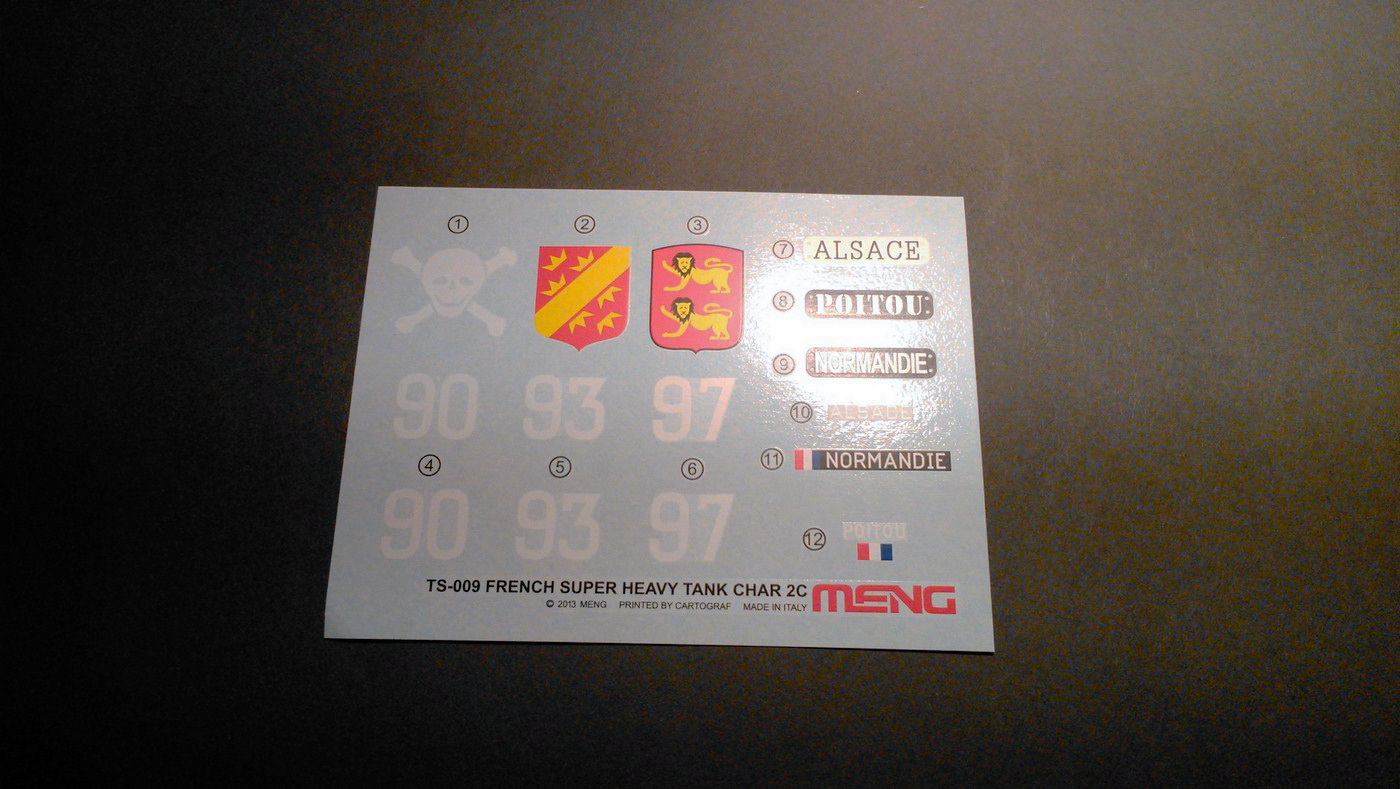 1 2 3
7 ALSACE
8 POITOU
9 NORMANDIE
90 93 97
10 ALSACE
4 5 6
11 NORMANDIE
90 93 97
12 POITOU
TS-009 FRENCH SUPER HEAVY TANK CHAR 2C
© 2013 MENG PRINTED BY CARTOGRAF MADE IN ITALY
MENG